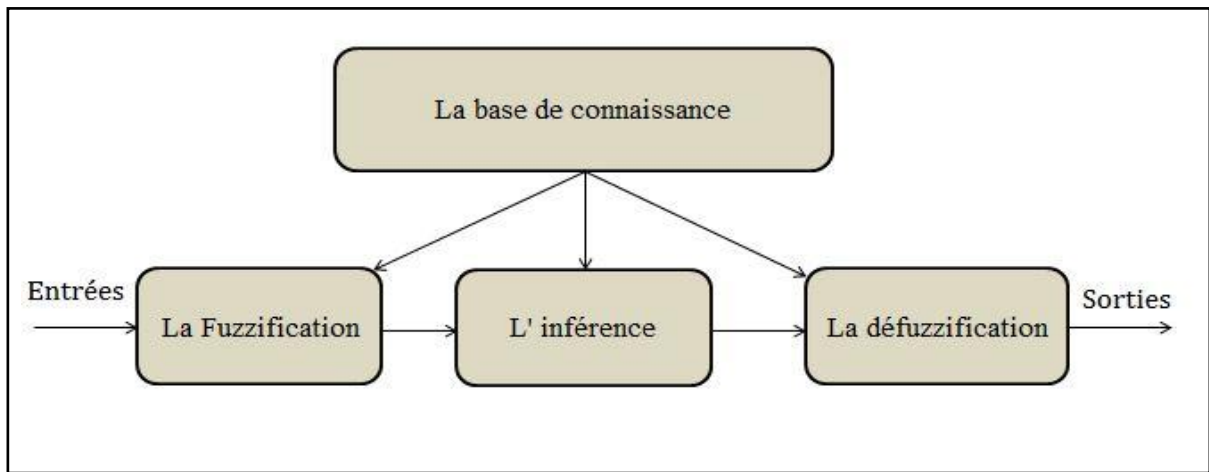 La base de connaissance
Entrées
La Fuzzification
L' inférence
La défuzzification
Sorties